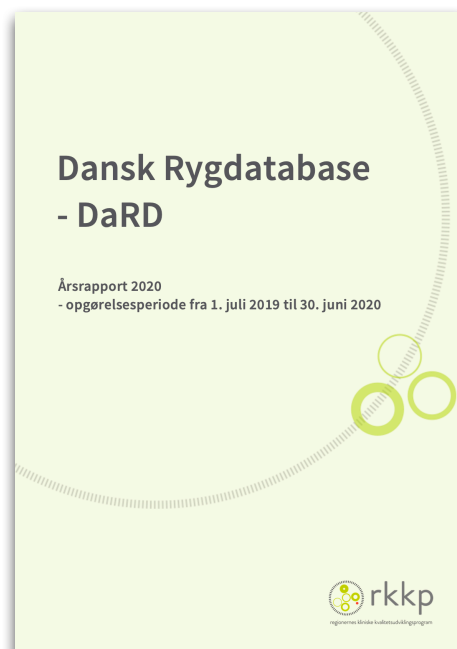 Dansk Rygdatabase
- DaRD
Årsrapport 2020
- opgørelsesperiode fra 1. juli 2019 til 30. juni 2020
rkkp
regionernes kliniske kvalitetsudviklingsprogram